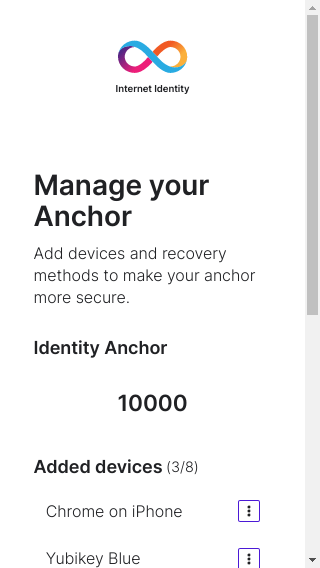 Internet Identity
Manage your
Anchor
Add devices and recovery
methods to make your anchor
more secure.
Identity Anchor
10000
Added devices (3/8)
Chrome on iPhone
Yubikey Blue